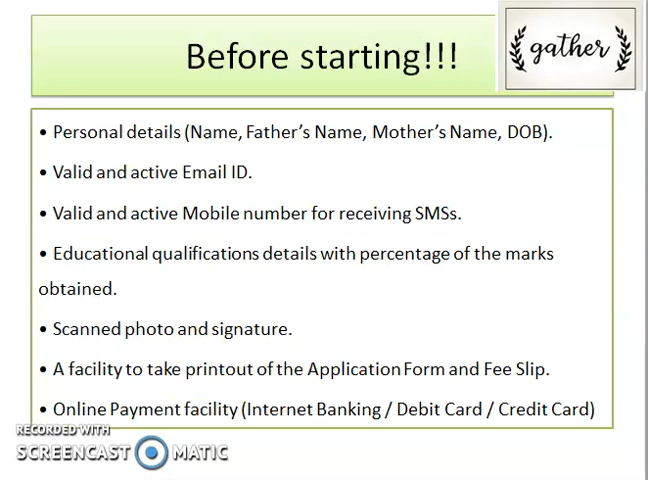 Before starting!!!
gather
• Personal details (Name, Father’s Name, Mother’s Name, DOB).
• Valid and active Email ID.
• Valid and active Mobile number for receiving SMSs.
• Educational qualifications details with percentage of the marks
obtained.
• Scanned photo and signature.
• A facility to take printout of the Application Form and Fee Slip.
• Online Payment facility (Internet Banking / Debit Card / Credit Card)
RECORDED WITH
SCREENCAST MATIC